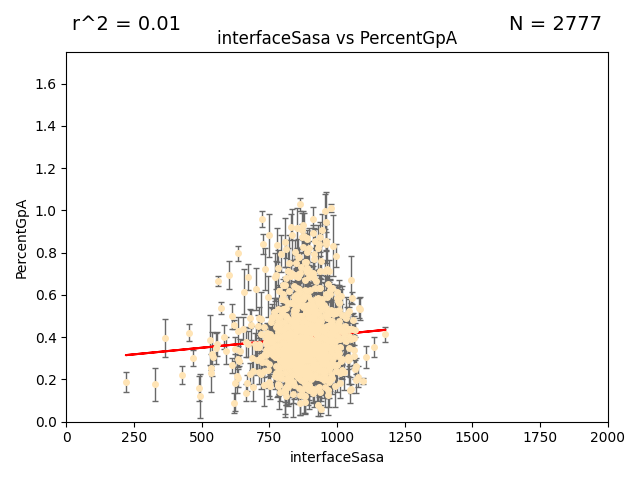 r^2 = 0.01
N = 2777
interfaceSasa vs PercentGpA
PercentGpA
1.6
1.4
1.2
1.0
0.8
0.6
0.4
0.2
0.0
0 250 500 750 1000 1250 1500 1750 2000
interfaceSasa